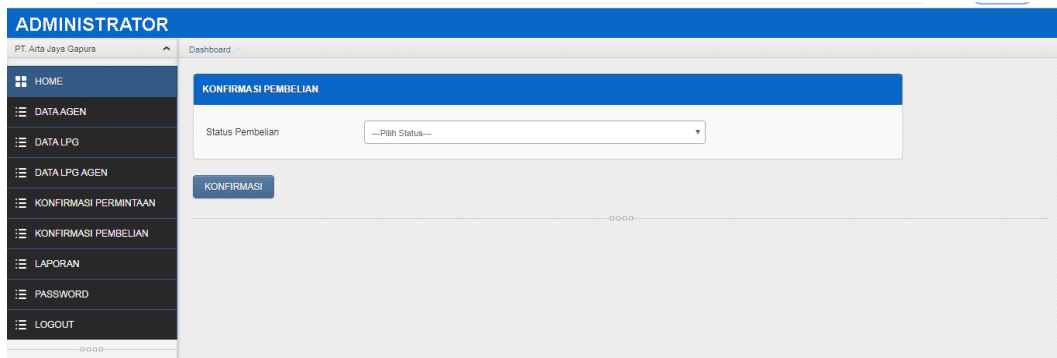 ADMINISTRATOR
PT. Arta Jaya Gapura
Dashboard
HOME
DATA AGEN
DATA LPG
DATA LPG AGEN
KONFIRMASI PERMINTAAN
KONFIRMASI PEMBELIAN
LAPORAN
PASSWORD
LOGOUT
KONFIRMASI PEMBELIAN
Status Pembelian
---Pilih Status---
KONFIRMASI